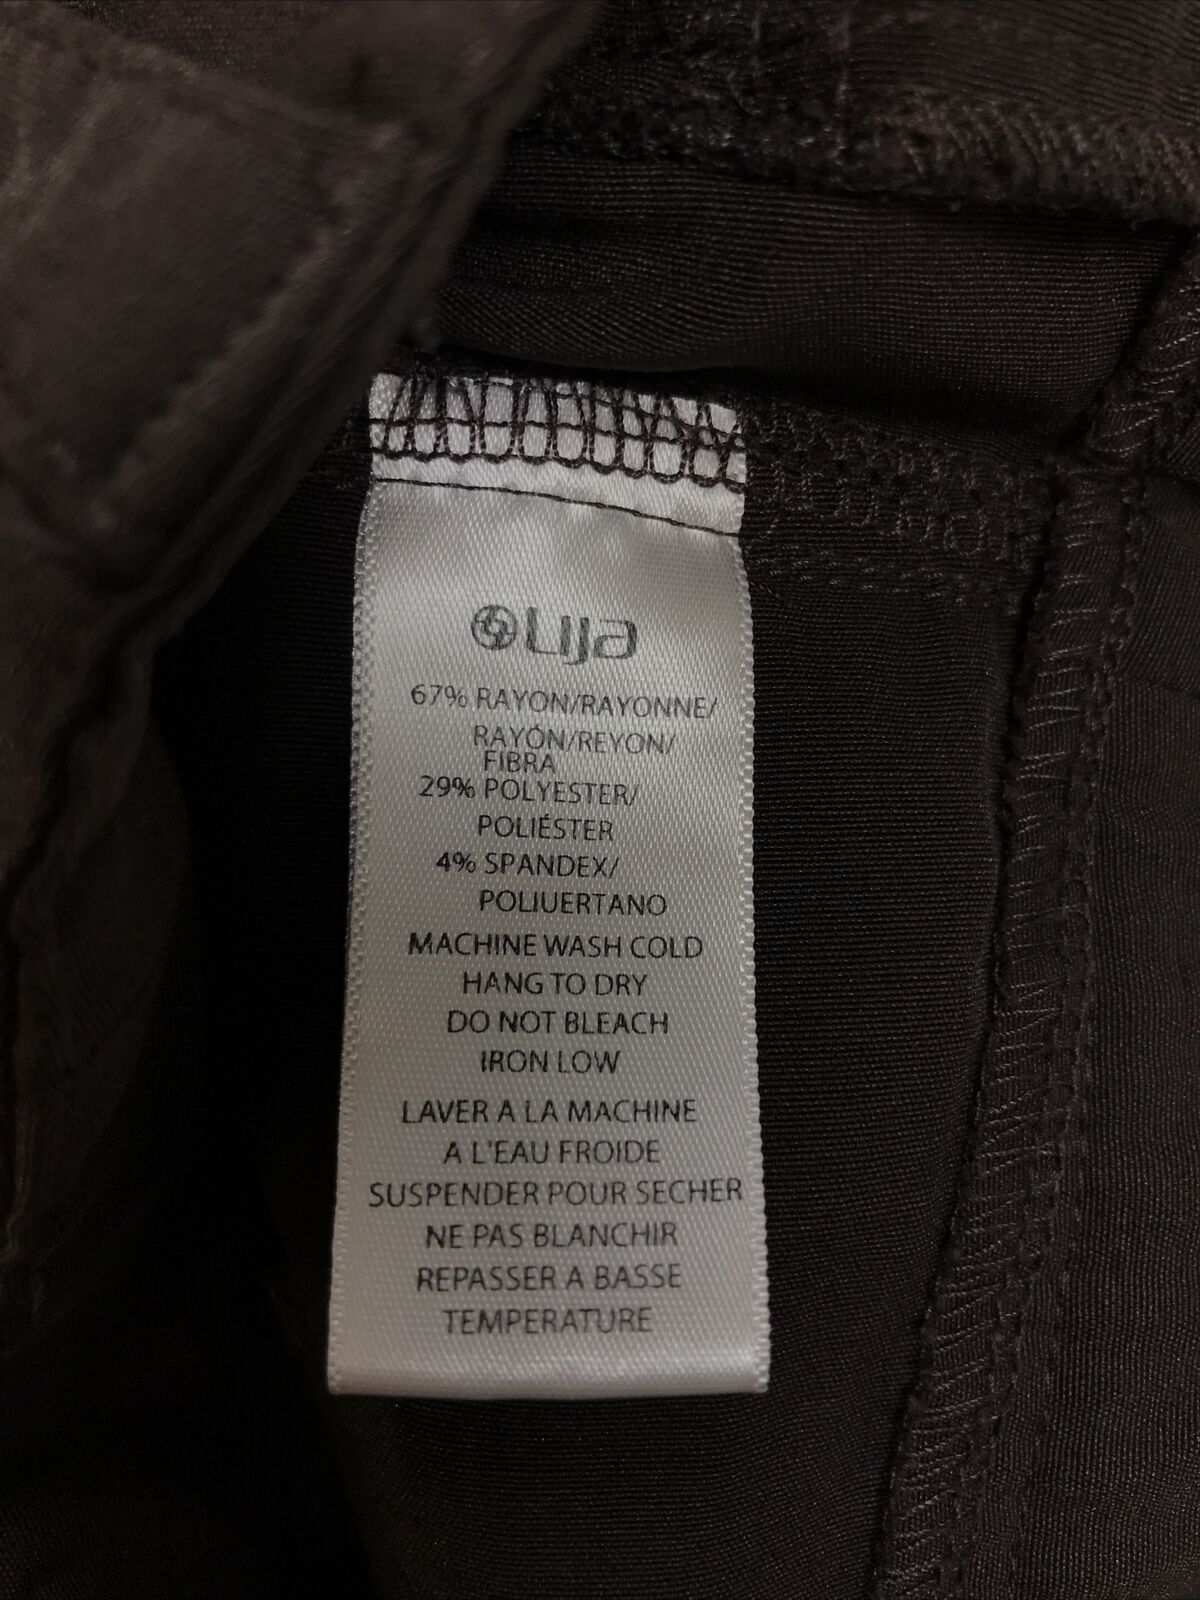 Lija
67% RAYON/RAYONNE/
RAYÓN/REYON/
FIBRA
29% POLYESTER/
POLIÉSTER
4% SPANDEX/
POLIUERTANO
MACHINE WASH COLD
HANG TO DRY
DO NOT BLEACH
IRON LOW
LAVER A LA MACHINE
A L'EAU FROIDE
SUSPENDER POUR SECHER
NE PAS BLANCHIR
REPASSER A BASSE
TEMPERATURE